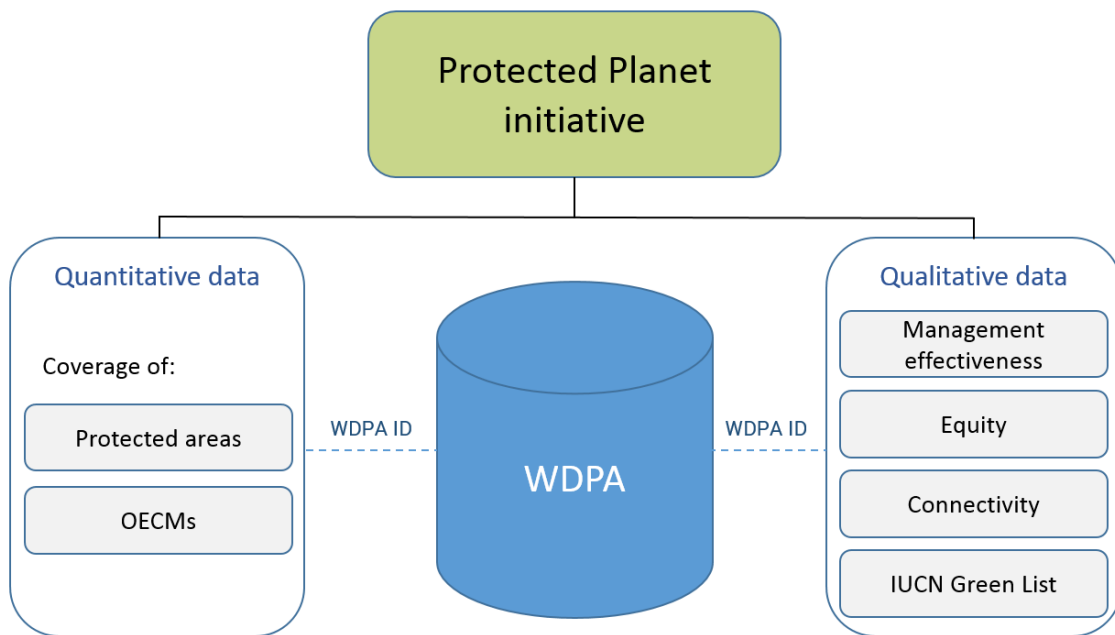 Protected Planet
initiative
Quantitative data
Coverage of:
Protected areas
OECMs
WDPA ID
WDPA
WDPA ID
Qualitative data
Management
effectiveness
Equity
Connectivity
IUCN Green List